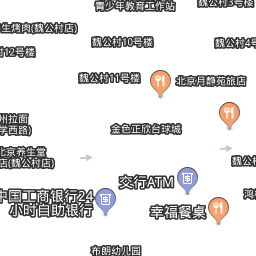 青少年教育工作站
魏公村3号楼
生烤肉(魏公村店)
魏公村10号楼
魏公村4号
村12号楼
魏公村11号楼
北京月静苑旅店
州拉面
学西路)
金色正欣台球城
北京养生堂
店(魏公村店)
魏公
交行ATM
中国工商银行24
小时自助银行
鸿
幸福餐桌
布朗幼儿园